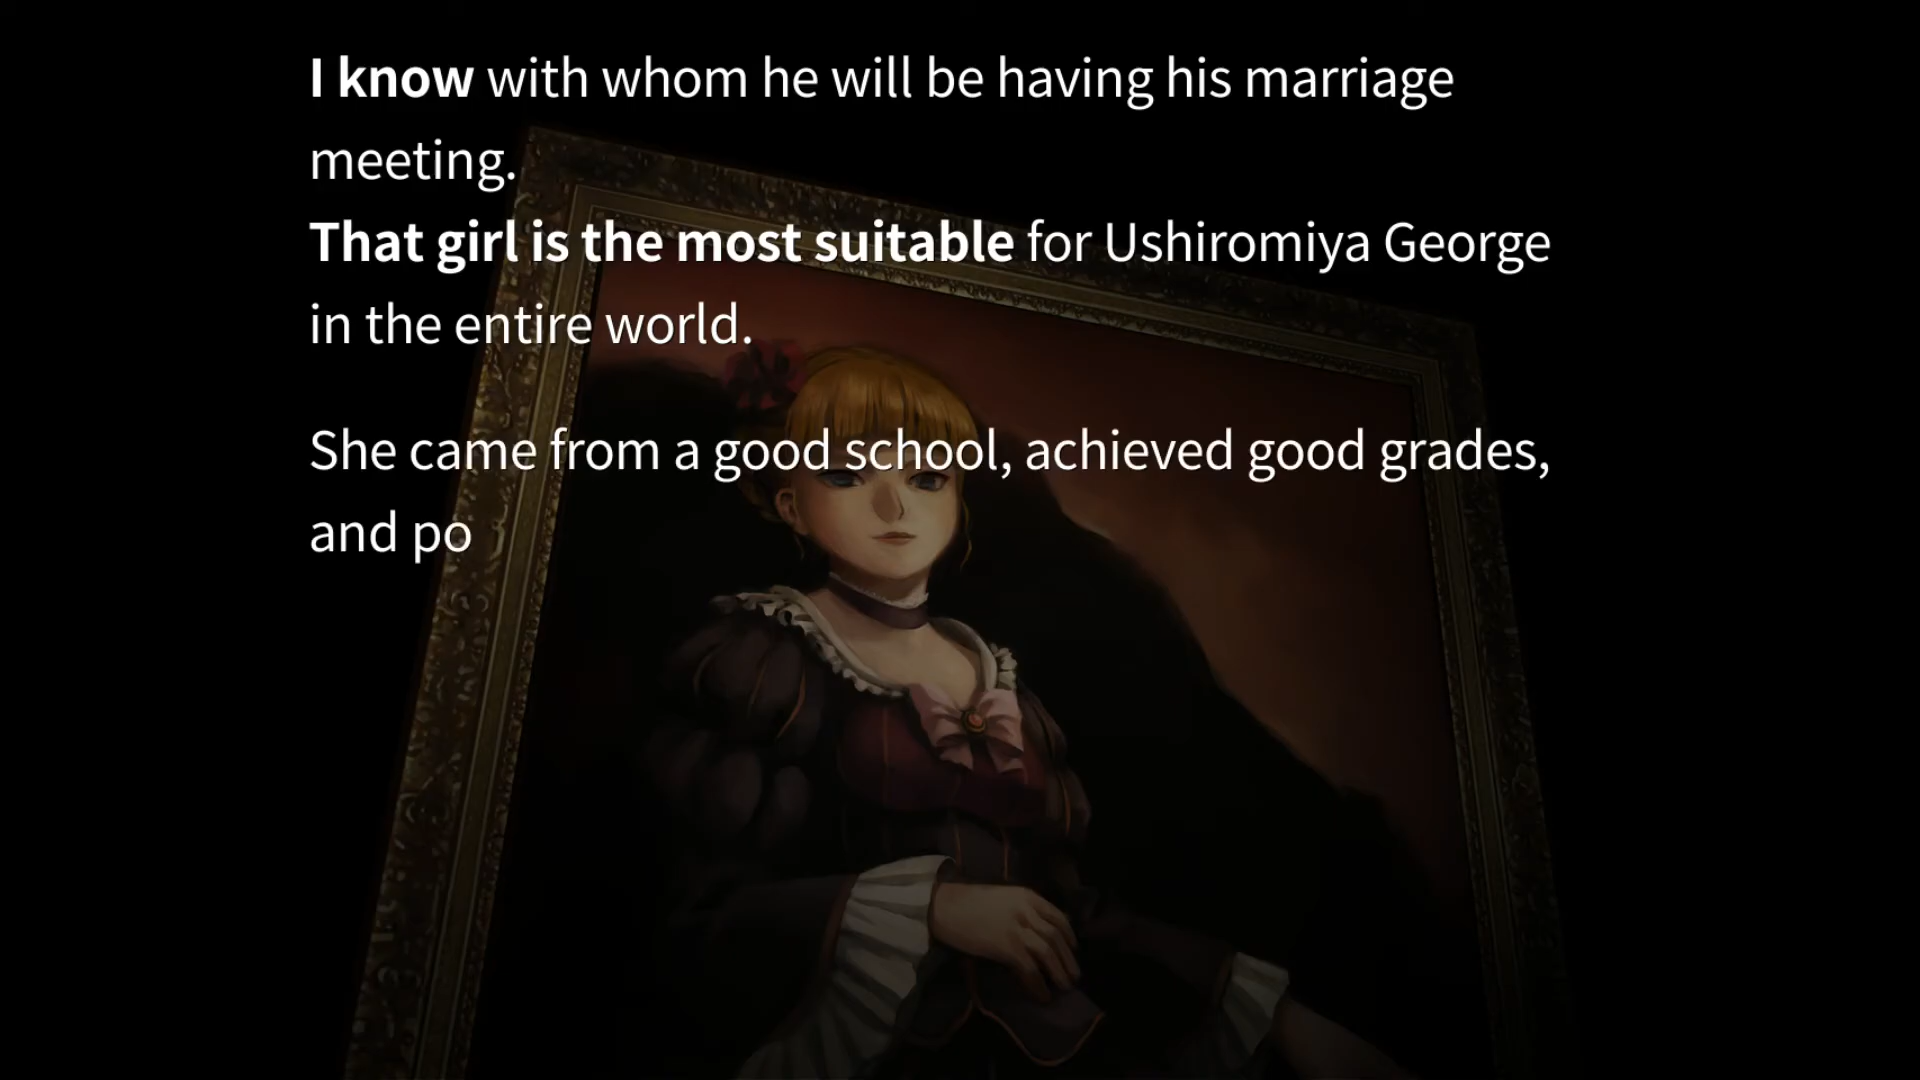 I know with whom he will be having his marriage
meeting.
That girl is the most suitable for Ushiromiya George
in the entire world.
She came from a good school, achieved good grades,
and po